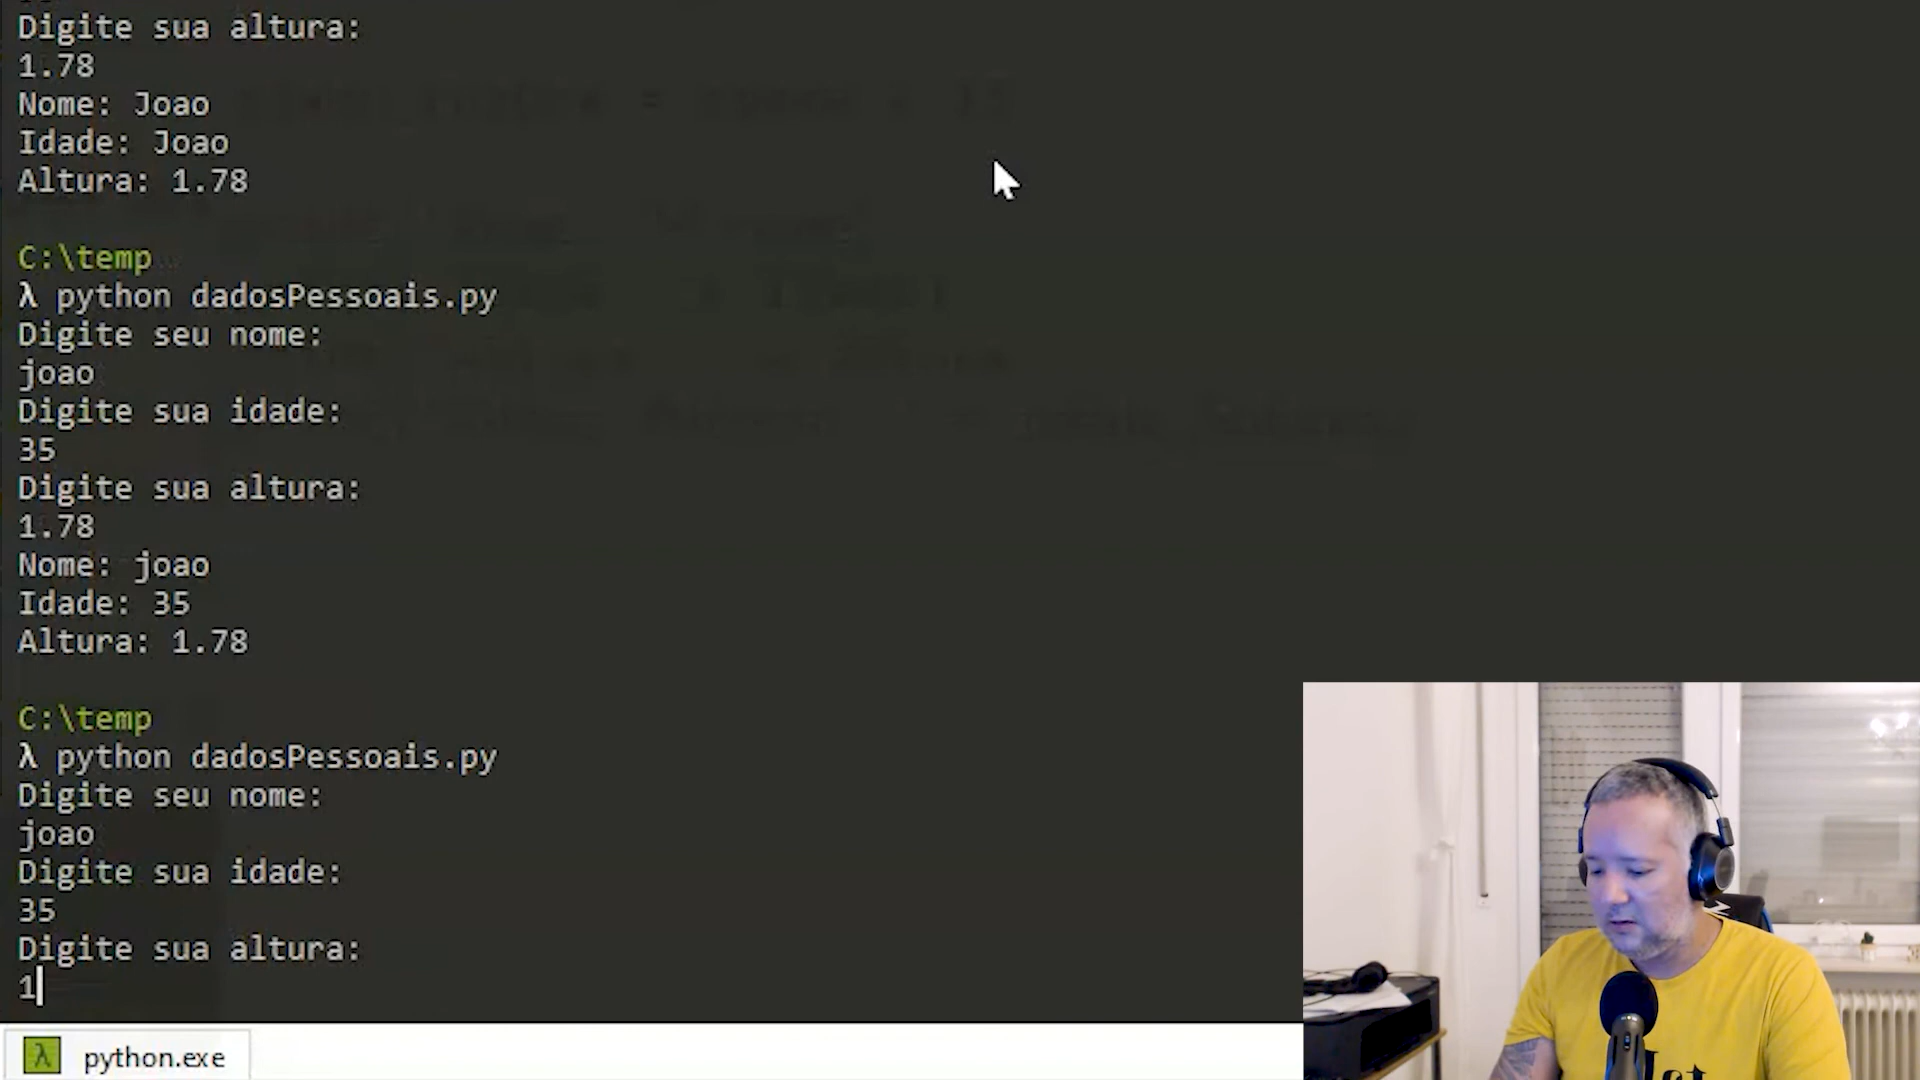 Digite sua altura:
1.78
Nome: Joao
Idade: Joao
Altura: 1.78
C:\temp
λ python dadosPessoais.py
Digite seu nome:
joao
Digite sua idade:
35
Digite sua altura:
1.78
Nome: joao
Idade: 35
Altura: 1.78
C:\temp
λ python dadosPessoais.py
Digite seu nome:
joao
Digite sua idade:
35
Digite sua altura:
1
λ python.exe